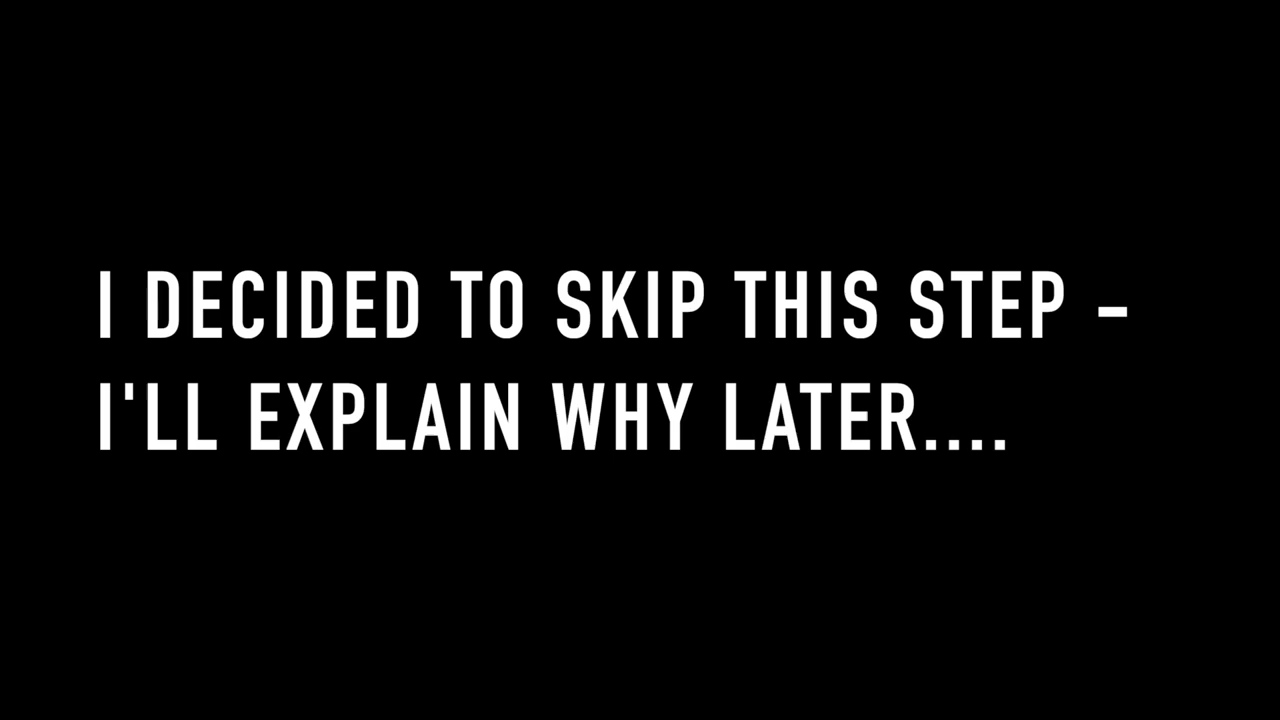 I DECIDED TO SKIP THIS STEP -
I'LL EXPLAIN WHY LATER....